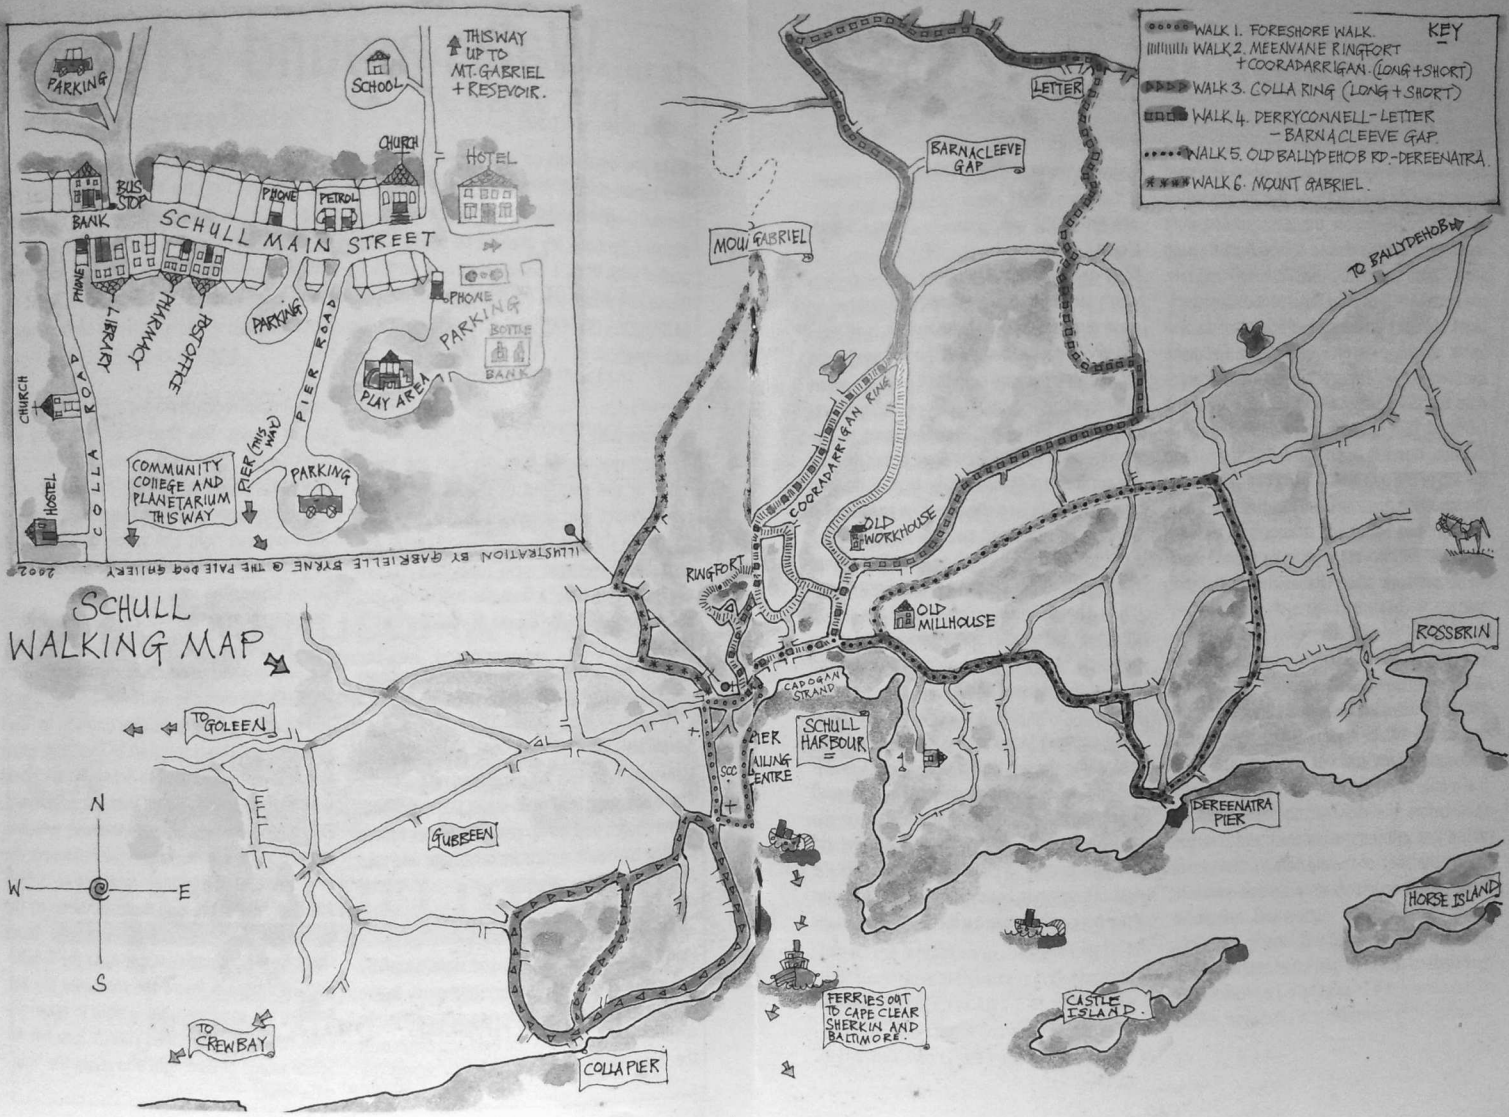 THIS WAY
UP TO
MT. GABRIEL
+ RESEVOIR.
PARKING
SCHOOL
CHURCH
HOTEL
BUS
STOP
BANK
PHONE
PETROL
SCHULL MAIN STREET
PHONE
LIBRARY
PHARMACY
POST OFFICE
PARKING
PIER ROAD
PHONE
PARKING
BOTTLE
BANK
PLAY AREA
CHURCH
COLLA ROAD
HOSTEL
COMMUNITY
COLLEGE AND
PLANETARIUM
THIS WAY
PIER (THIS
WAY)
PARKING
ILLUSTRATION BY GABRIELLE BYRNE @ THE PALE DOG GALLERY
2002
KEY
WALK 1. FORESHORE WALK.
WALK 2. MEENVANE RINGFORT
+ COORADARRIGAN. (LONG + SHORT)
WALK 3. COLLA RING (LONG + SHORT)
WALK 4. DERRYCONNELL-LETTER
- BARNACLEEVE GAP.
WALK 5. OLD BALLYDEHOB RD.- DEREENATRA.
WALK 6. MOUNT GABRIEL.
LETTER
BARNACLEEVE
GAP
GABRIEL
TO BALLYDEHOB
COORADARRIGAN RING
OLD
WORKHOUSE
RINGFORT
OLD
MILLHOUSE
ROSSBRIN
SCHULL
WALKING MAP
TO
GOLEEN
CADOGAN
STRAND
SCHULL
HARBOUR
PIER
AILING
ENTRE
SCC
GUBBEEN
DEREENATRA
PIER
N
W
E
S
HORSE ISLAND
CASTLE
ISLAND.
FERRIES OUT
TO CAPE CLEAR
SHERKIN AND
BALTIMORE.
TO
CREWBAY
COLLA PIER